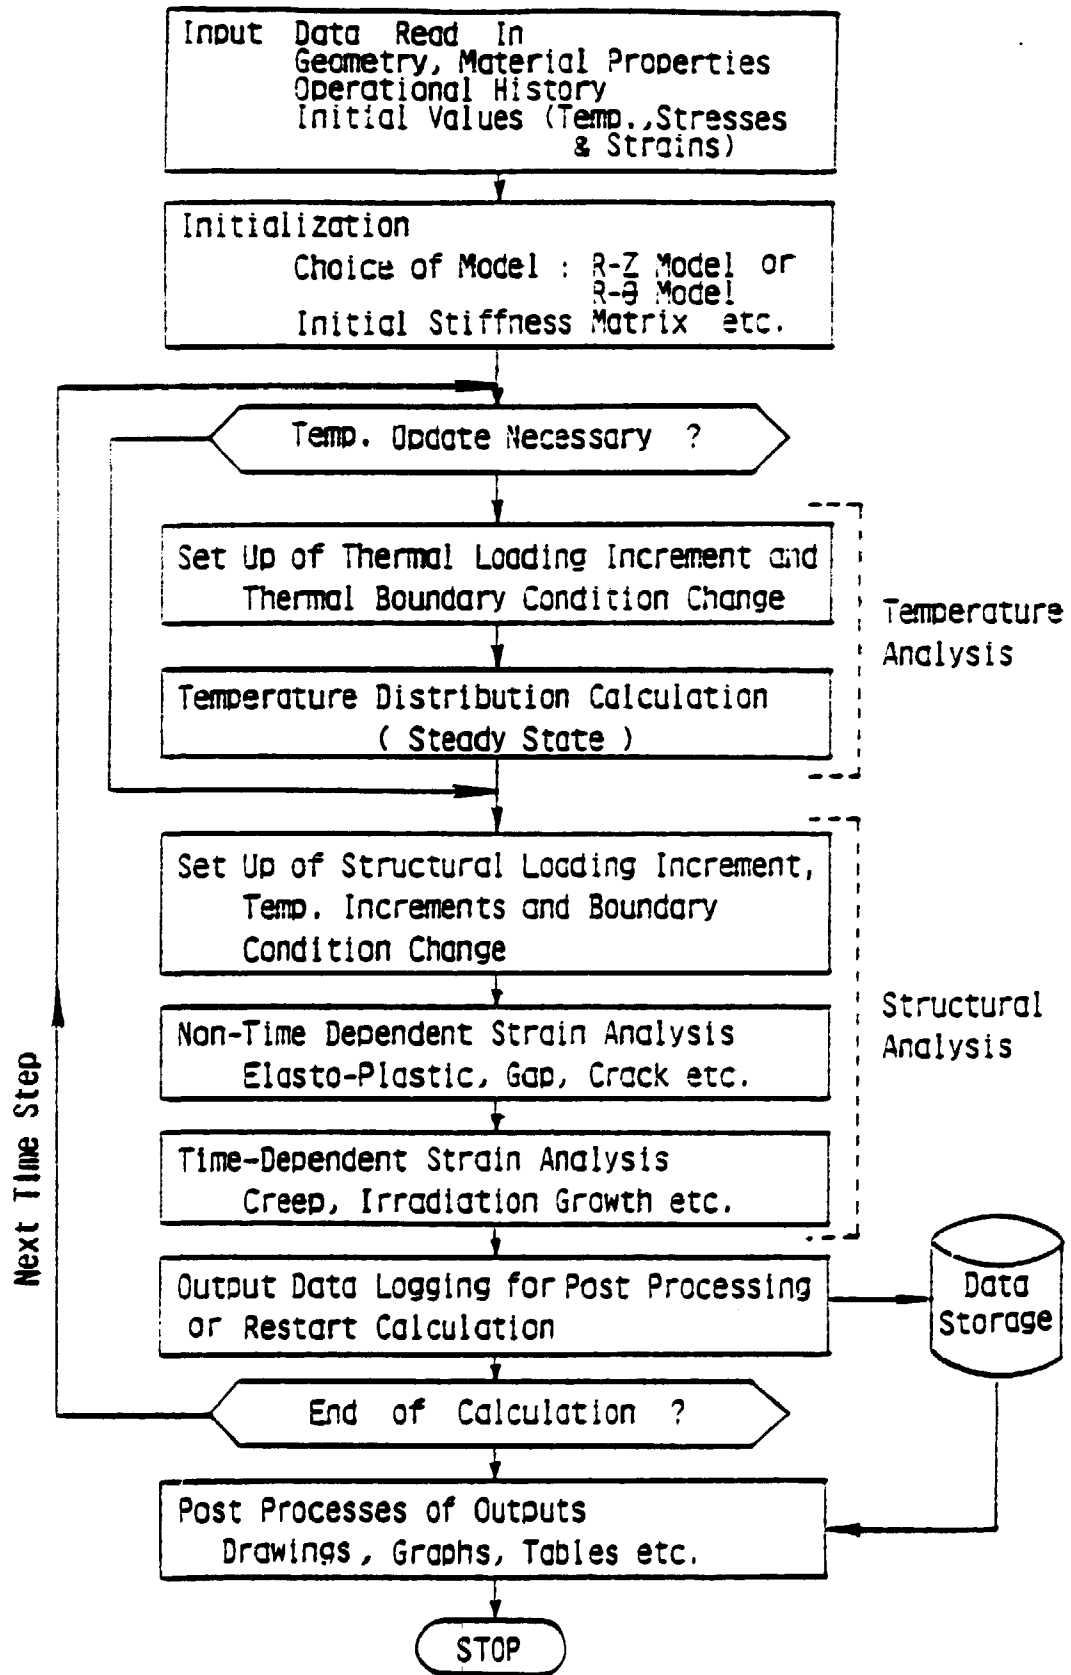 Input Data Read In
Geometry, Material Properties
Operational History
Initial Values (Temp.,Stresses
& Strains)
Initialization
Choice of Model : R-Z Model or
R-θ Model
Initial Stiffness Matrix etc.
Temp. Update Necessary ?
Set Up of Thermal Loading Increment and
Thermal Boundary Condition Change
Temperature
Analysis
Temperature Distribution Calculation
( Steady State )
Set Up of Structural Loading Increment,
Temp. Increments and Boundary
Condition Change
Structural
Analysis
Non-Time Dependent Strain Analysis
Elasto-Plastic, Gap, Crack etc.
Time-Dependent Strain Analysis
Creep, Irradiation Growth etc.
Next Time Step
Output Data Logging for Post Processing
or Restart Calculation
Data
Storage
End of Calculation ?
Post Processes of Outputs
Drawings, Graphs, Tables etc.
STOP